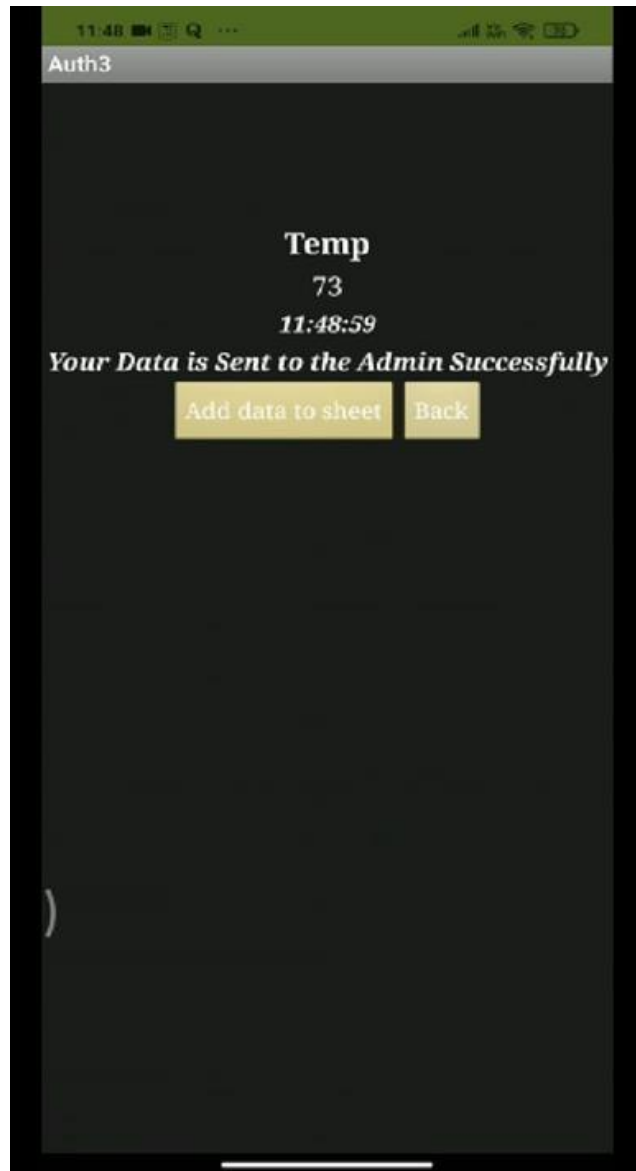 11:48 Q ...
Auth3
Temp
73
11:48:59
Your Data is Sent to the Admin Successfully
Add data to sheet Back